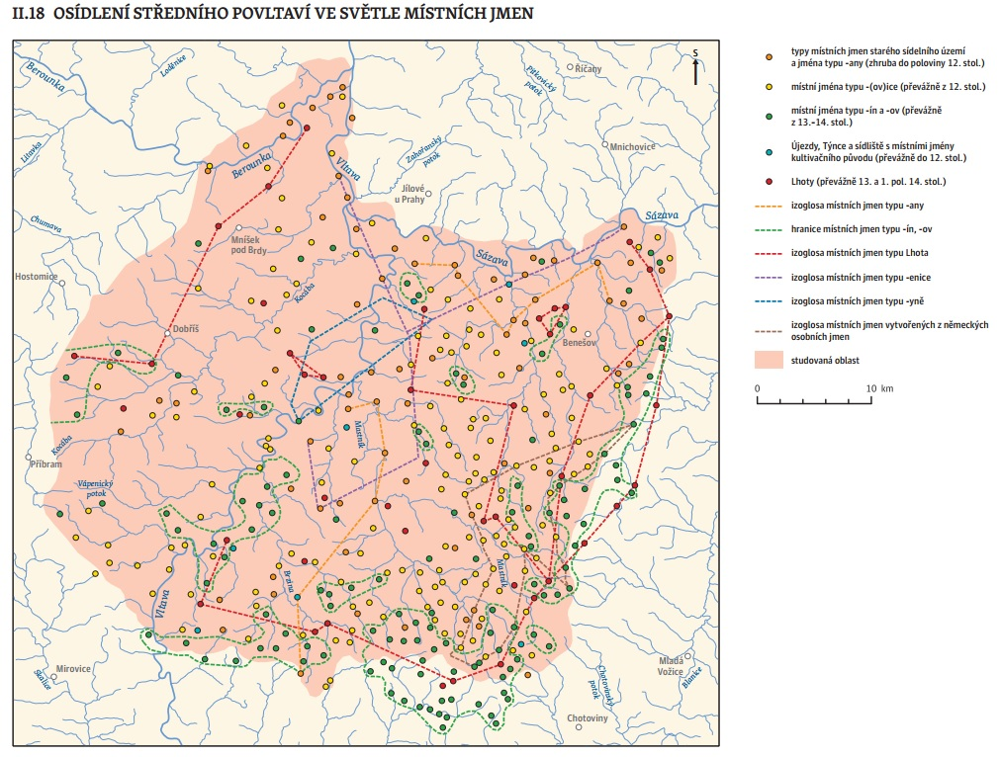 II.18 OSÍDLENÍ STŘEDNÍHO POVLTAVÍ VE SVĚTLE MÍSTNÍCH JMEN
S
Berounka
Loděnice
Říčany
Pitkovický
potok
Litavka
Mnichovice
Zahořanský
potok
Berounka
Vltava
Jílové
u Prahy
Chumava
Sázava
Mníšek
pod Brdy
Sázava
Hostomice
Kocába
Dobříš
Benešov
Mastník
Kocába
Příbram
Vápenický
potok
Mastník
Brzina
Vltava
Mladá
Vožice
Mirovice
Skalice
Chotovinský
potok
Blanice
Chotoviny
typy místních jmen starého sídelního území
a jména typu -any (zhruba do poloviny 12. stol.)
místní jména typu -(ov)ice (převážně z 12. stol.)
místní jména typu -ín a -ov (převážně
z 13.-14. stol.)
Újezdy, Týnce a sídliště s místními jmény
kultivačního původu (převážně do 12. stol.)
Lhoty (převážně 13. a 1. pol. 14. stol.)
izoglosa místních jmen typu -any
hranice místních jmen typu -ín, -ov
izoglosa místních jmen typu Lhota
izoglosa místních jmen typu -enice
izoglosa místních jmen typu -yně
izoglosa místních jmen vytvořených z německých
osobních jmen
studovaná oblast
0 10 km